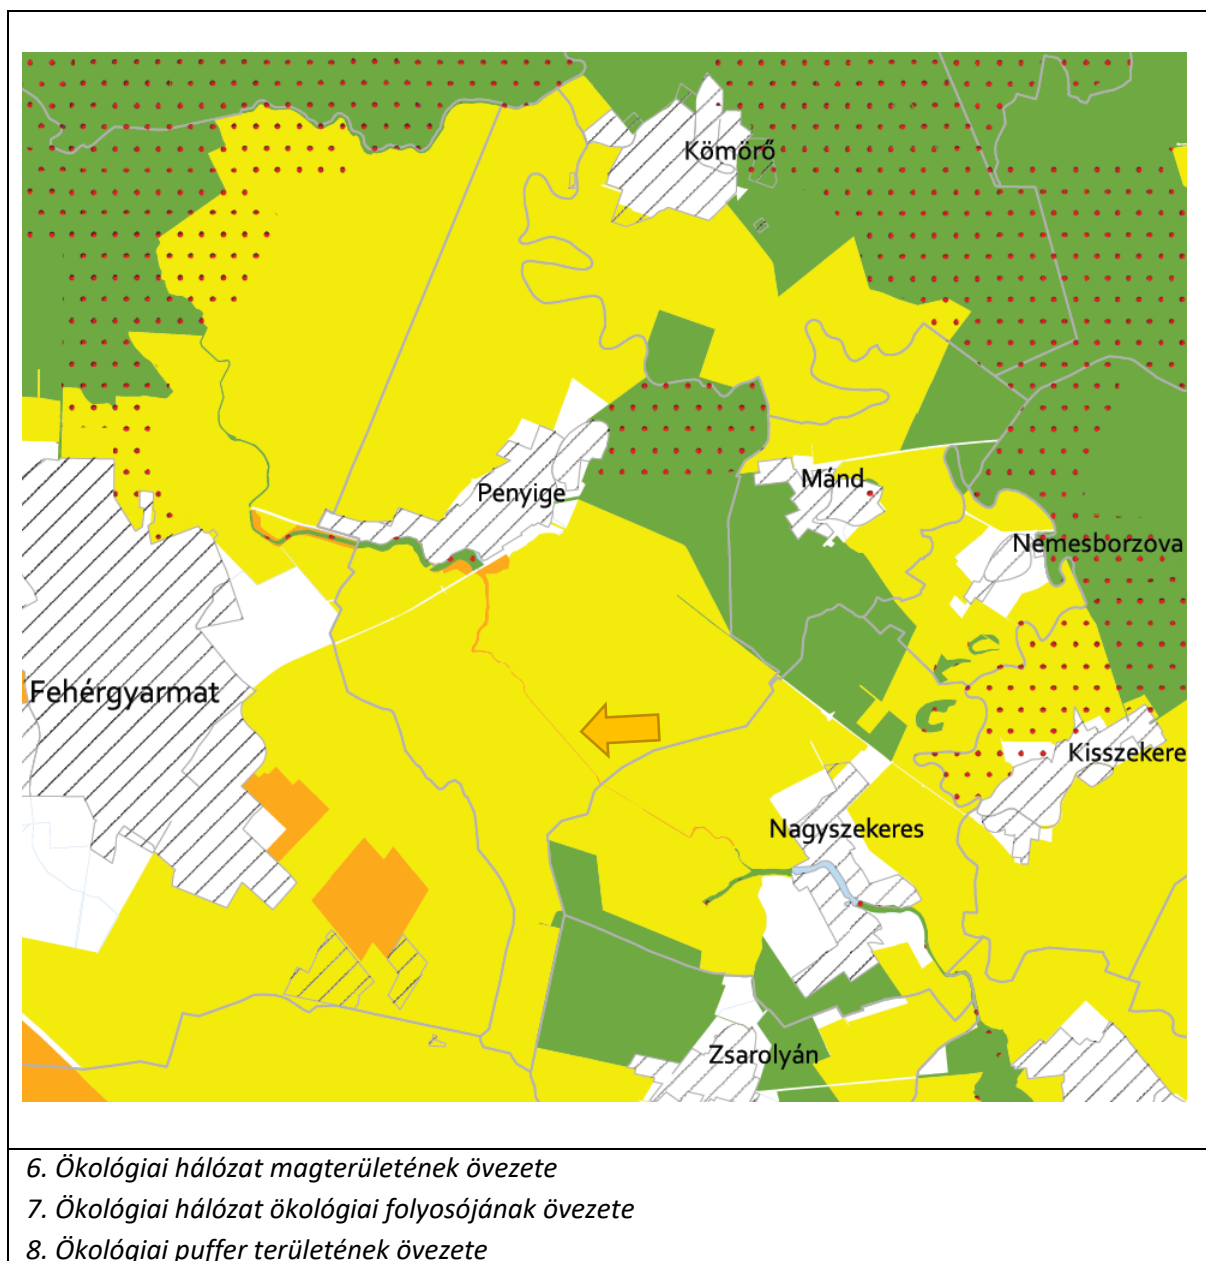 Kömörő
Penyige
Mánd
Nemesborzova
Fehérgyarmat
Kisszekere
Nagyszekeres
Zsarolyán
6. Ökológiai hálózat magterületének övezete
7. Ökológiai hálózat ökológiai folyosójának övezete
8. Ökológiai puffer területének övezete